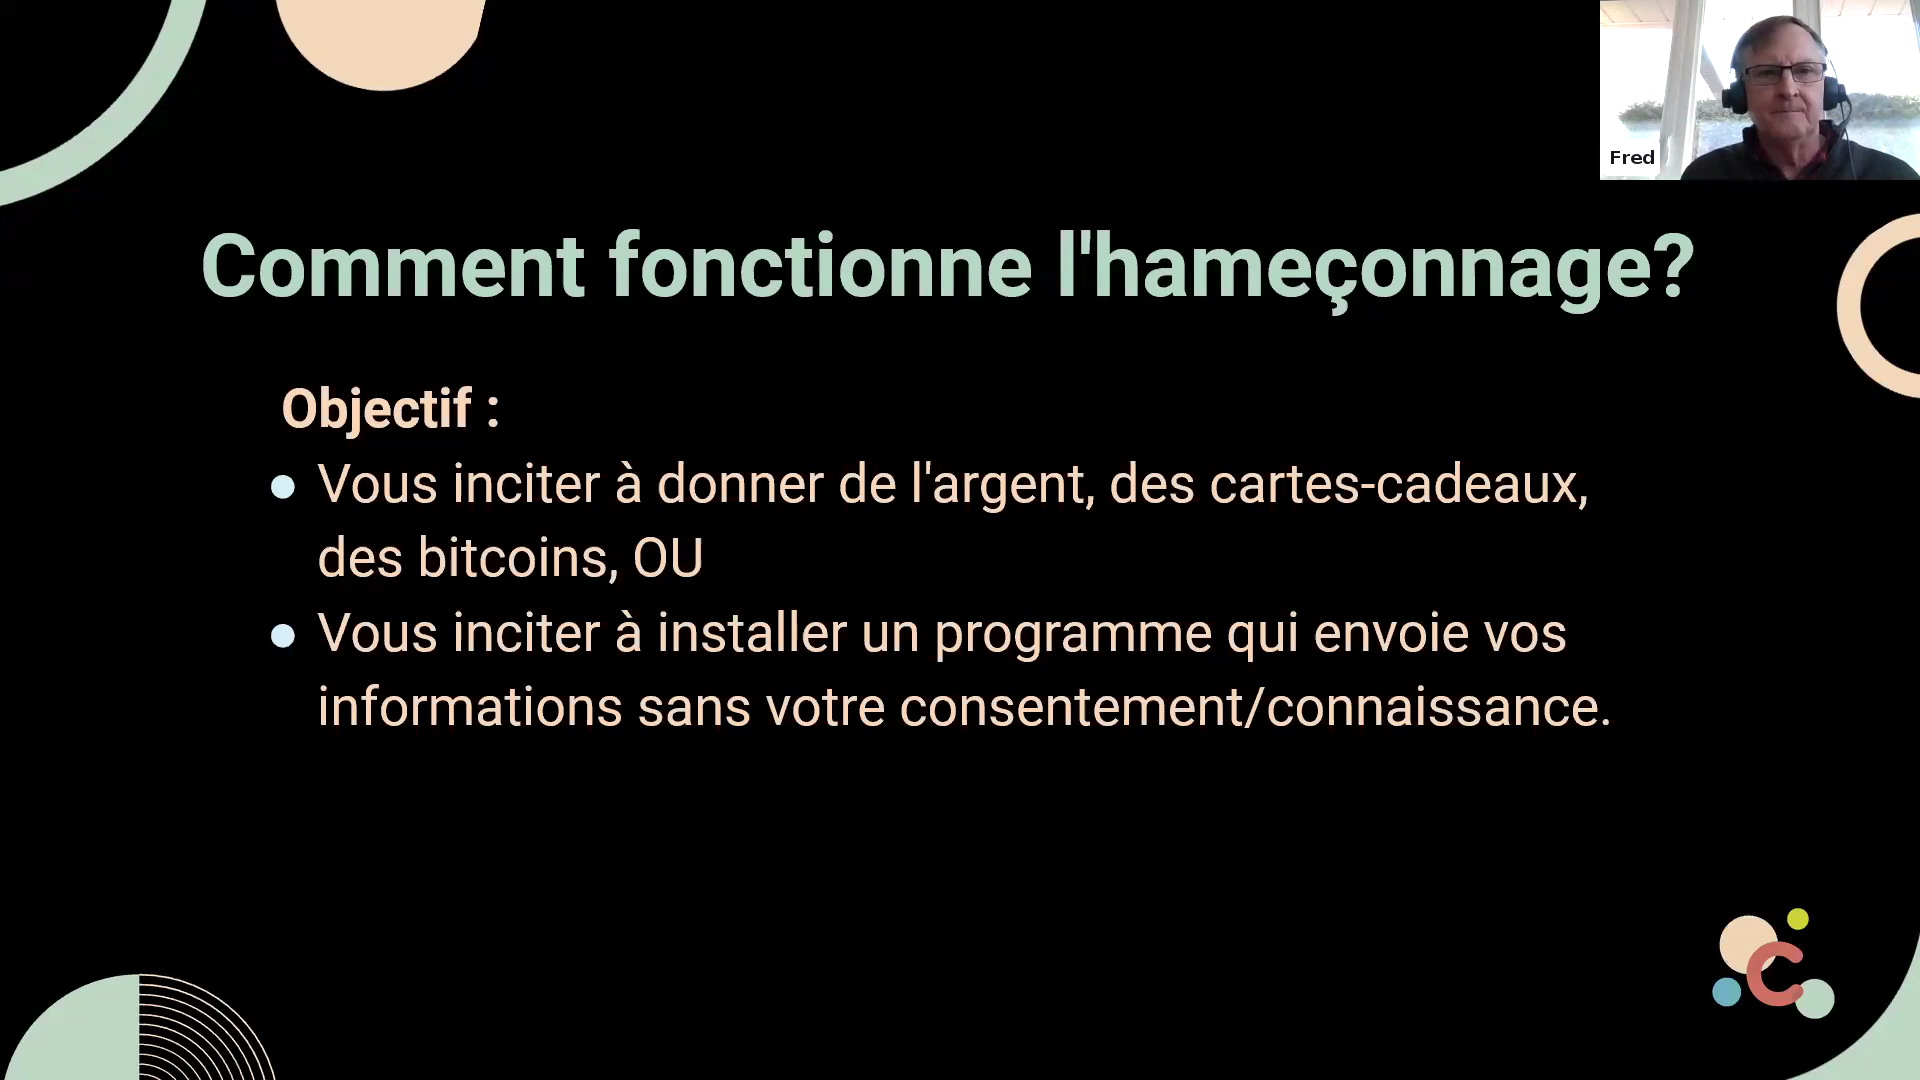 Fred
Comment fonctionne l'hameçonnage?
Objectif :
● Vous inciter à donner de l'argent, des cartes-cadeaux,
des bitcoins, OU
● Vous inciter à installer un programme qui envoie vos
informations sans votre consentement/connaissance.